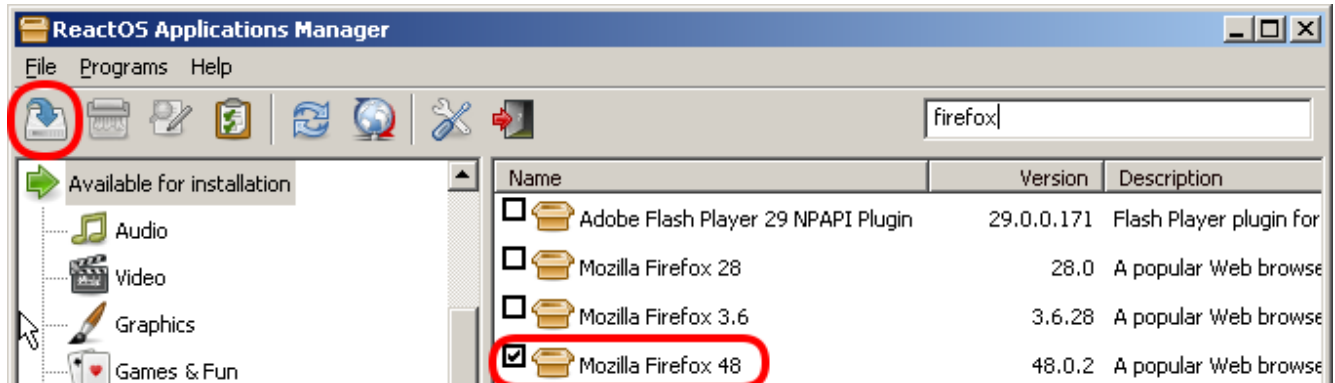 ReactOS Applications Manager
File Programs Help
firefox
Available for installation
Audio
Video
Graphics
Games & Fun
Name Version Description
Adobe Flash Player 29 NPAPI Plugin 29.0.0.171 Flash Player plugin for
Mozilla Firefox 28 28.0 A popular Web browse
Mozilla Firefox 3.6 3.6.28 A popular Web browse
Mozilla Firefox 48 48.0.2 A popular Web browse